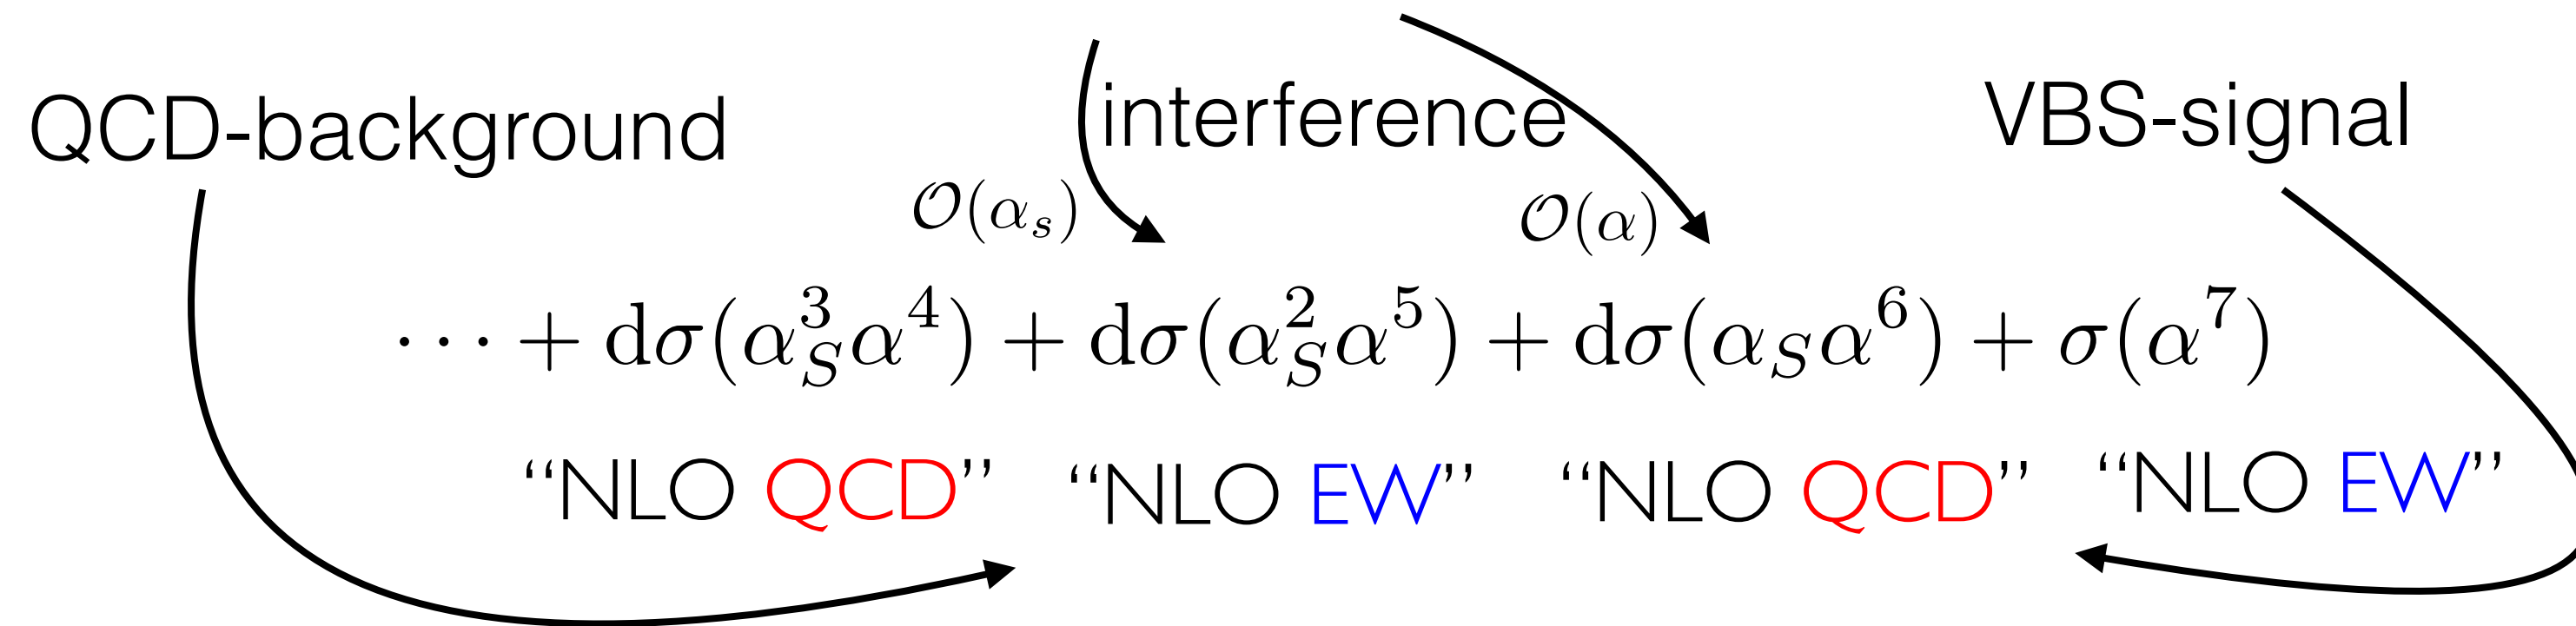 QCD-background interference VBS-signal
𝒪(α_s) 𝒪(α)
⋯ + dσ(α_S^3 α^4) + dσ(α_S^2 α^5) + dσ(α_S α^6) + σ(α^7)
“NLO QCD” “NLO EW” “NLO QCD” “NLO EW”